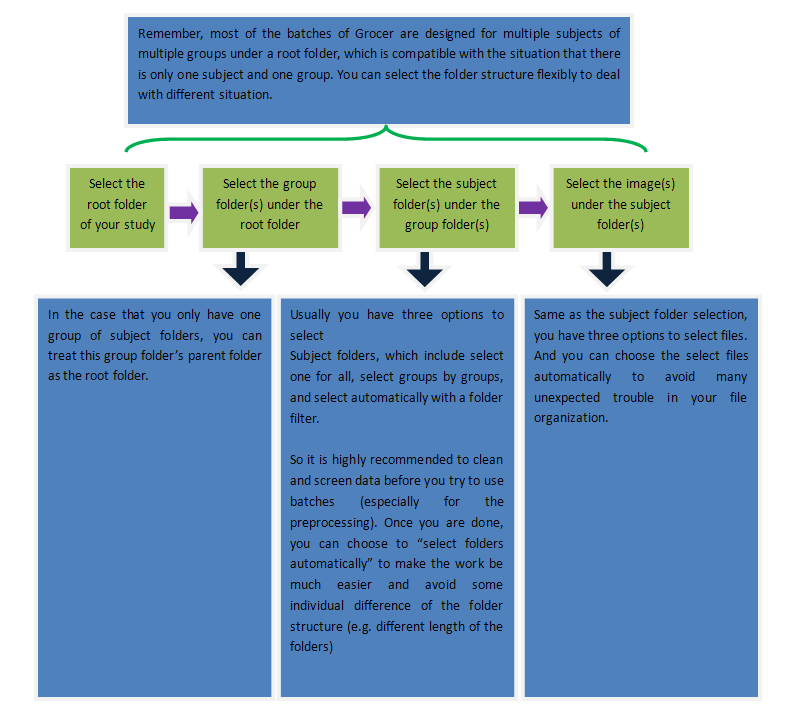 Remember, most of the batches of Grocer are designed for multiple subjects of
multiple groups under a root folder, which is compatible with the situation that there
is only one subject and one group. You can select the folder structure flexibly to deal
with different situation.
Select the
root folder
of your study
Select the group
folder(s) under the
root folder
Select the subject
folder(s) under the
group folder(s)
Select the image(s)
under the subject
folder(s)
In the case that you only have one
group of subject folders, you can
treat this group folder’s parent folder
as the root folder.
Usually you have three options to
select
Subject folders, which include select
one for all, select groups by groups,
and select automatically with a folder
filter.
So it is highly recommended to clean
and screen data before you try to use
batches (especially for the
preprocessing). Once you are done,
you can choose to “select folders
automatically” to make the work be
much easier and avoid some
individual difference of the folder
structure (e.g. different length of the
folders)
Same as the subject folder selection,
you have three options to select files.
And you can choose the select files
automatically to avoid many
unexpected trouble in your file
organization.